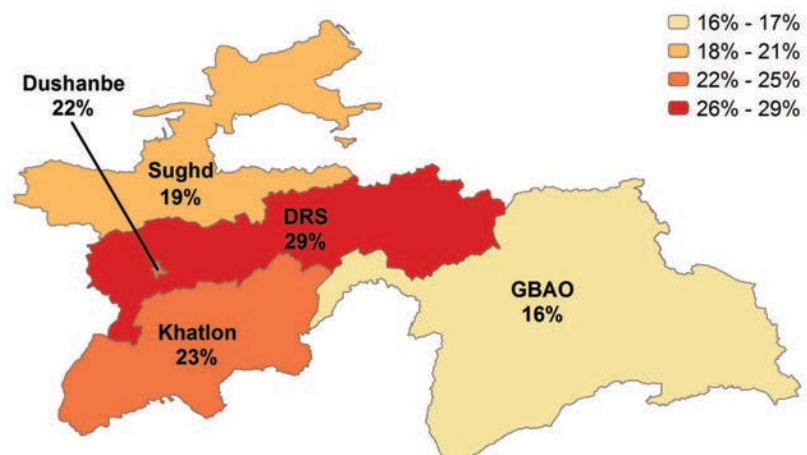 16% - 17%
18% - 21%
22% - 25%
26% - 29%
Dushanbe
22%
Sughd
19%
DRS
29%
GBAO
16%
Khatlon
23%